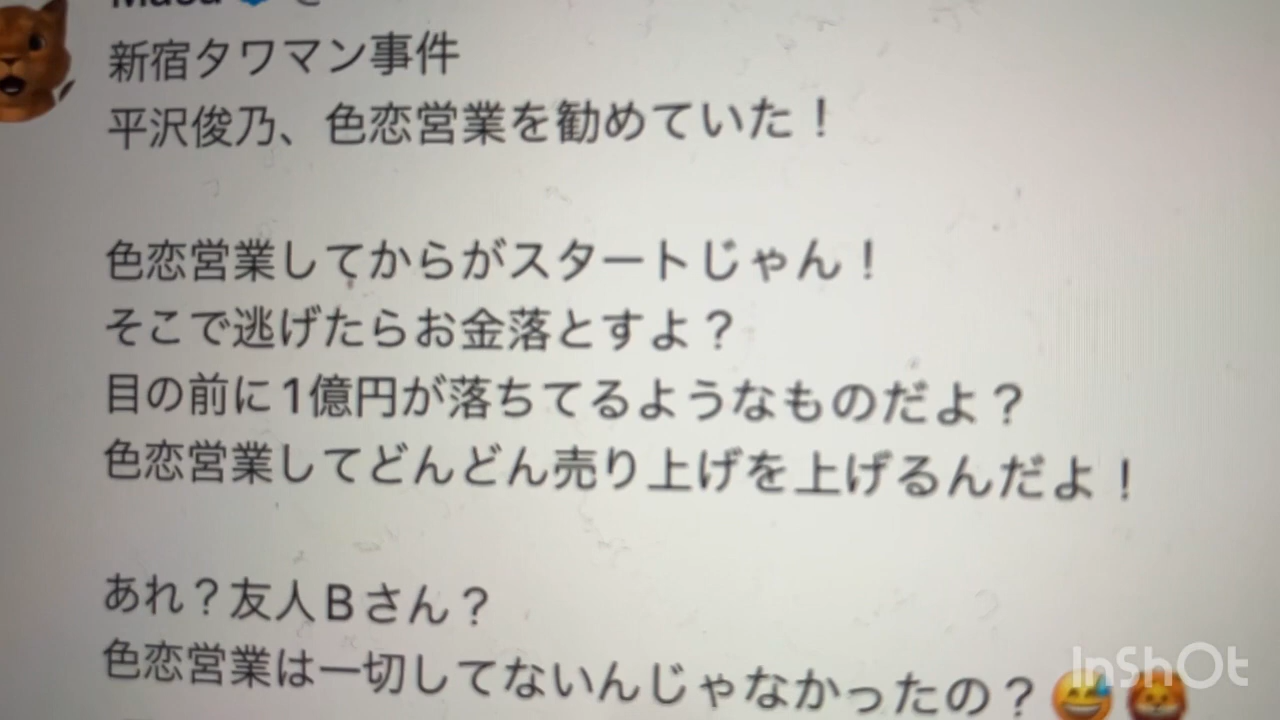 新宿タワマン事件
平沢俊乃、色恋営業を勧めていた！
色恋営業してからがスタートじゃん！
そこで逃げたらお金落とすよ？
目の前に1億円が落ちてるようなものだよ？
色恋営業してどんどん売り上げを上げるんだよ！
あれ？友人Bさん？
色恋営業は一切してないんじゃなかったの？😅🦁
InShOt